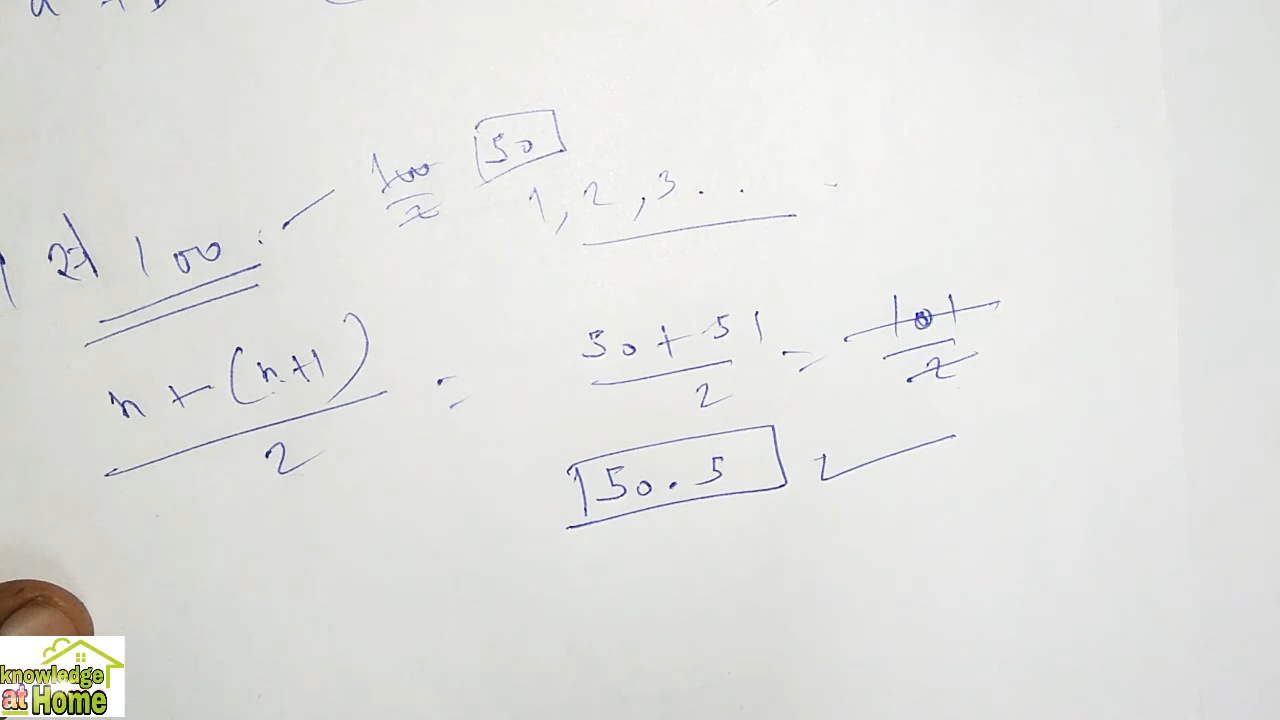 100/2 50
1, 2, 3 . . .
1 से 100 :
n + (n+1) / 2 = 50 + 51 / 2 = 101 / 2
50.5
knowledge
at Home